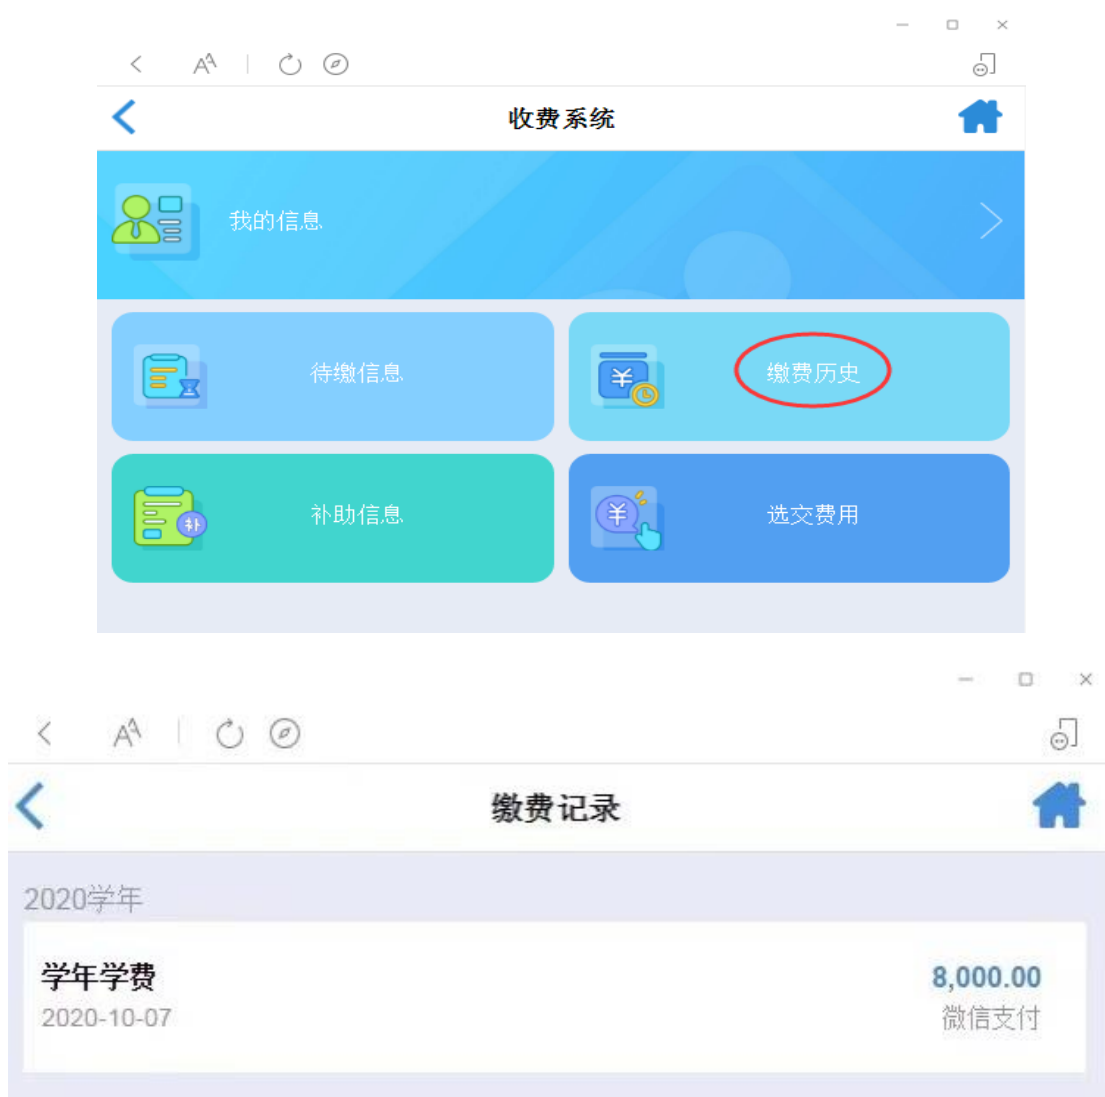 收费系统
我的信息
待缴信息
¥
缴费历史
补
补助信息
¥
选交费用
缴费记录
2020学年
学年学费
8,000.00
2020-10-07
微信支付